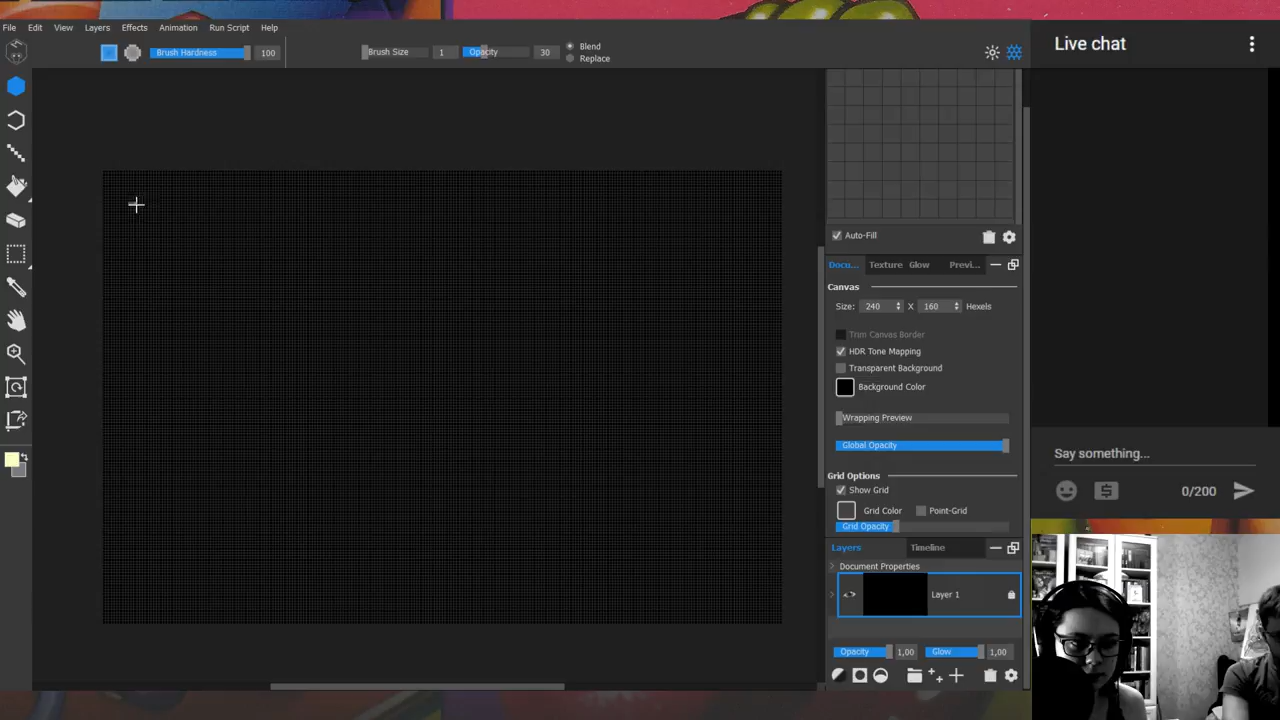 File Edit View Layers Effects Animation Run Script Help
Live chat
Brush Hardness 100 Brush Size 1 Opacity 30 Blend
Replace
Auto-Fill
Docu... Texture Glow Previ...
Canvas
Size: 240 X 160 Hexels
Trim Canvas Border
HDR Tone Mapping
Transparent Background
Background Color
Wrapping Preview
Global Opacity
Say something...
0/200
Grid Options
Show Grid
Grid Color Point-Grid
Grid Opacity
Layers Timeline
Document Properties
Layer 1
Opacity 1,00 Glow 1,00